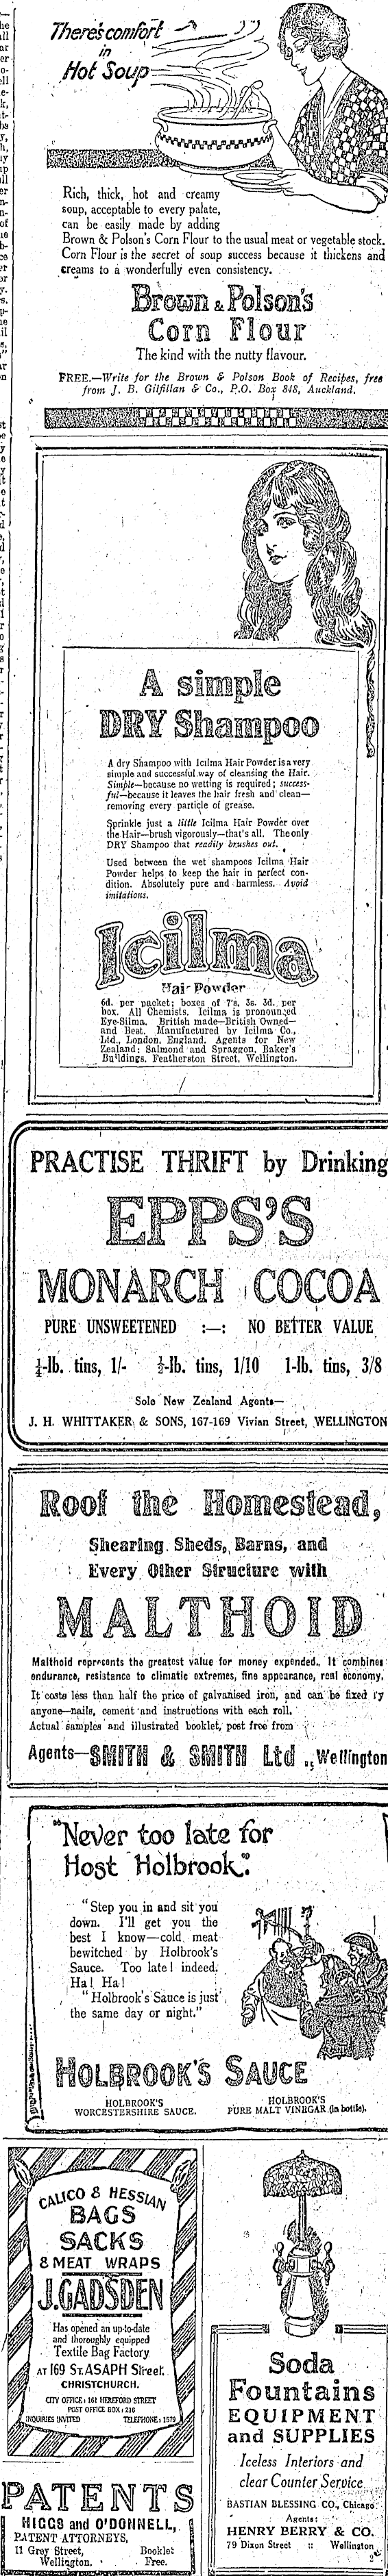 There's comfort
in
Hot Soup
Rich, thick, hot and creamy
soup, acceptable to every palate,
can be easily made by adding
Brown & Polson's Corn Flour to the usual meat or vegetable stock.
Corn Flour is the secret of soup success because it thickens and
creams to a wonderfully even consistency.
Brown & Polson's
Corn Flour
The kind with the nutty flavour.
FREE.—Write for the Brown & Polson Book of Recipes, free
from J. B. Gilfillan & Co., P.O. Box 848, Auckland.
A simple
DRY Shampoo
A dry Shampoo with Icilma Hair Powder is a very
simple and successful way of cleansing the Hair.
Simple—because no wetting is required; success-
ful—because it leaves the hair fresh and clean—
removing every particle of grease.
Sprinkle just a little Icilma Hair Powder over
the Hair—brush vigorously—that's all. The only
DRY Shampoo that readily brushes out.
Used between the wet shampoos Icilma Hair
Powder helps to keep the hair in perfect con-
dition. Absolutely pure and harmless. Avoid
imitations.
Icilma
Hair Powder
6d. per packet; boxes of 7's, 3s. 3d. per
box. All Chemists. Icilma is pronounced
Eye-Silma. British made—British Owned—
and Best. Manufactured by Icilma Co.,
Ltd., London, England. Agents for New
Zealand: Salmond and Spraggon, Baker's
Buildings, Featherston Street, Wellington.
PRACTISE THRIFT by Drinking
EPPS'S
MONARCH COCOA
PURE UNSWEETENED :—: NO BETTER VALUE
¼-lb. tins, 1/- ½-lb. tins, 1/10 1-lb. tins, 3/8
Sole New Zealand Agents—
J. H. WHITTAKER & SONS, 167-169 Vivian Street, WELLINGTON
Roof the Homestead,
Shearing Sheds, Barns, and
Every Other Structure with
MALTHOID
Malthoid represents the greatest value for money expended. It combines
endurance, resistance to climatic extremes, fine appearance, real economy.
It costs less than half the price of galvanised iron, and can be fixed by
anyone—nails, cement and instructions with each roll.
Actual samples and illustrated booklet, post free from
Agents—SMITH & SMITH Ltd., Wellington
"Never too late for
Host Holbrook."
"Step you in and sit you
down. I'll get you the
best I know—cold meat
bewitched by Holbrook's
Sauce. Too late! indeed.
Ha! Ha!
"Holbrook's Sauce is just
the same day or night."
HOLBROOK'S SAUCE
HOLBROOK'S
WORCESTERSHIRE SAUCE.
HOLBROOK'S
PURE MALT VINEGAR (in bottle).
CALICO & HESSIAN
BAGS
SACKS
& MEAT WRAPS
J. GADSDEN
Has opened an up-to-date
and thoroughly equipped
Textile Bag Factory
AT 169 ST. ASAPH Street,
CHRISTCHURCH.
CITY OFFICE: 161 HEREFORD STREET
POST OFFICE BOX: 216
INQUIRIES INVITED TELEPHONE: 1579
PATENTS
HIGGS and O'DONNELL,
PATENT ATTORNEYS,
11 Grey Street, Booklet
Wellington. Free.
Soda
Fountains
EQUIPMENT
and SUPPLIES
Iceless Interiors and
clear Counter Service
BASTIAN BLESSING CO., Chicago
Agents:
HENRY BERRY & CO.
79 Dixon Street :: Wellington